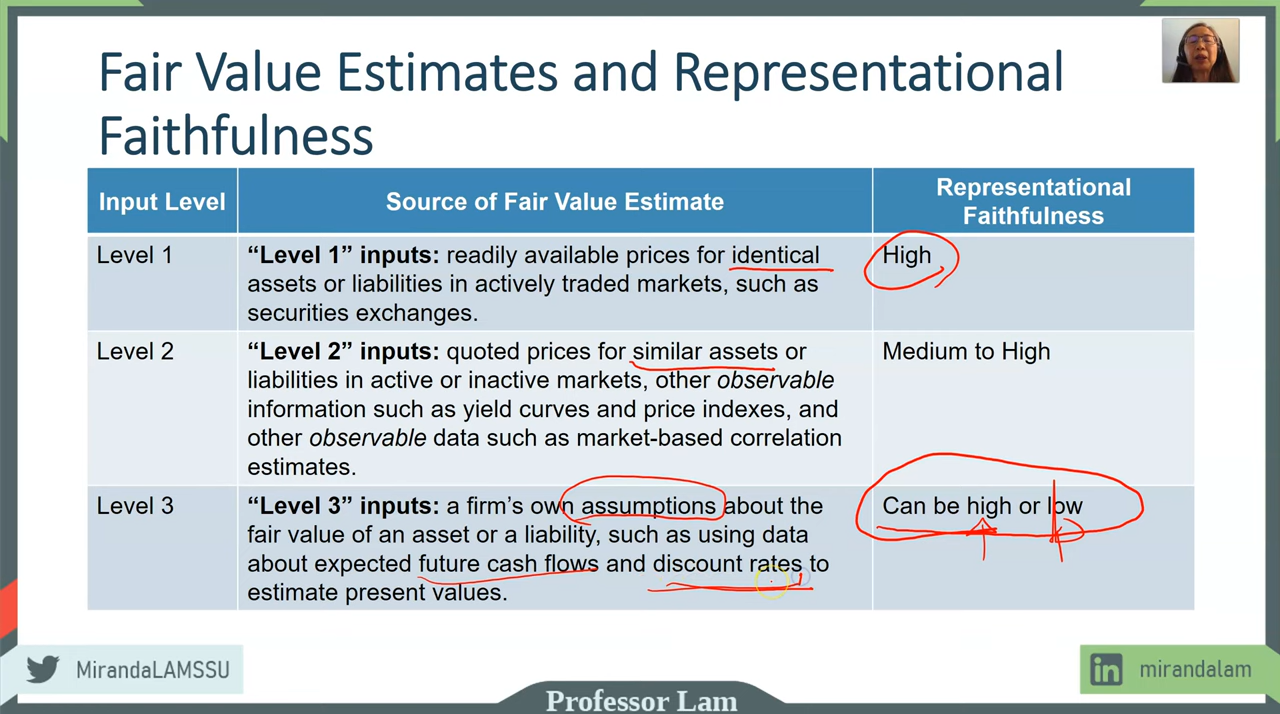 Fair Value Estimates and Representational
Faithfulness
Input Level
Source of Fair Value Estimate
Representational
Faithfulness
Level 1
“Level 1” inputs: readily available prices for identical
assets or liabilities in actively traded markets, such as
securities exchanges.
High
Level 2
“Level 2” inputs: quoted prices for similar assets or
liabilities in active or inactive markets, other observable
information such as yield curves and price indexes, and
other observable data such as market-based correlation
estimates.
Medium to High
Level 3
“Level 3” inputs: a firm’s own assumptions about the
fair value of an asset or a liability, such as using data
about expected future cash flows and discount rates to
estimate present values.
Can be high or low
MirandaLAMSSU
Professor Lam
in mirandalam